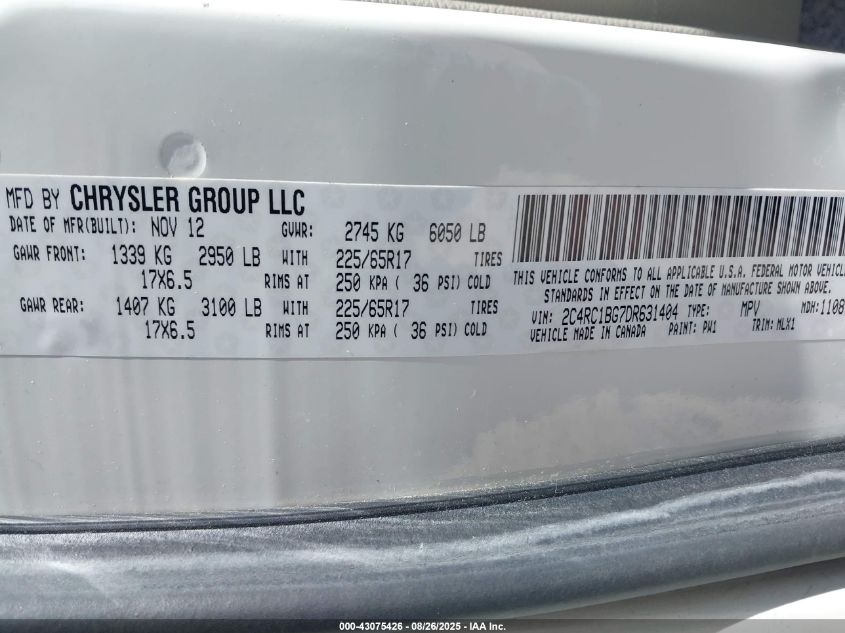 MFD BY CHRYSLER GROUP LLC
DATE OF MFR(BUILT): NOV 12 GVWR: 2745 KG 6050 LB
GAWR FRONT: 1339 KG 2950 LB WITH 225/65R17 TIRES
17X6.5 RIMS AT 250 KPA ( 36 PSI) COLD
GAWR REAR: 1407 KG 3100 LB WITH 225/65R17 TIRES
17X6.5 RIMS AT 250 KPA ( 36 PSI) COLD
THIS VEHICLE CONFORMS TO ALL APPLICABLE U.S.A. FEDERAL MOTOR VEHICL
STANDARDS IN EFFECT ON THE DATE OF MANUFACTURE SHOWN ABOVE.
VIN: 2C4RC1BG7DR631404 TYPE: MPV MDH: 1108
VEHICLE MADE IN CANADA PAINT: PW1 TRIM: MLX1
000-43075426 - 08/26/2025 - IAA Inc.